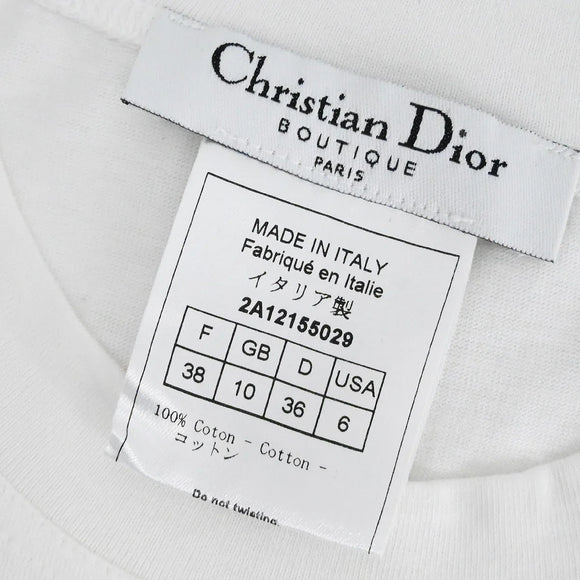 Christian Dior
BOUTIQUE
PARIS
MADE IN ITALY
Fabriqué en Italie
イタリア製
2A12155029
F GB D USA
38 10 36 6
100% Coton - Cotton -
コットン
Do not twisting.